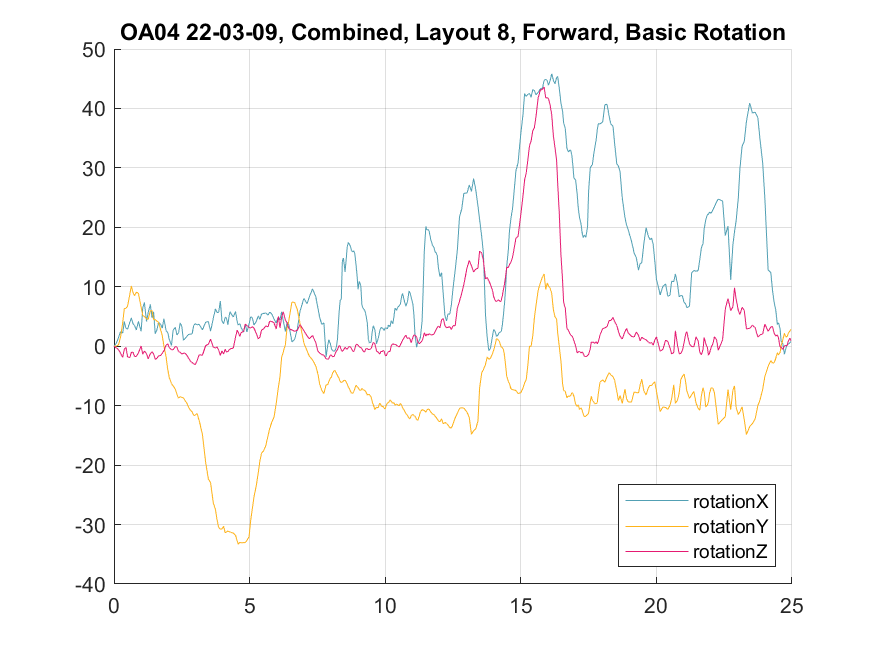 OA04 22-03-09, Combined, Layout 8, Forward, Basic Rotation
50
40
30
20
10
0
-10
-20
-30
-40
0 5 10 15 20 25
rotationX
rotationY
rotationZ